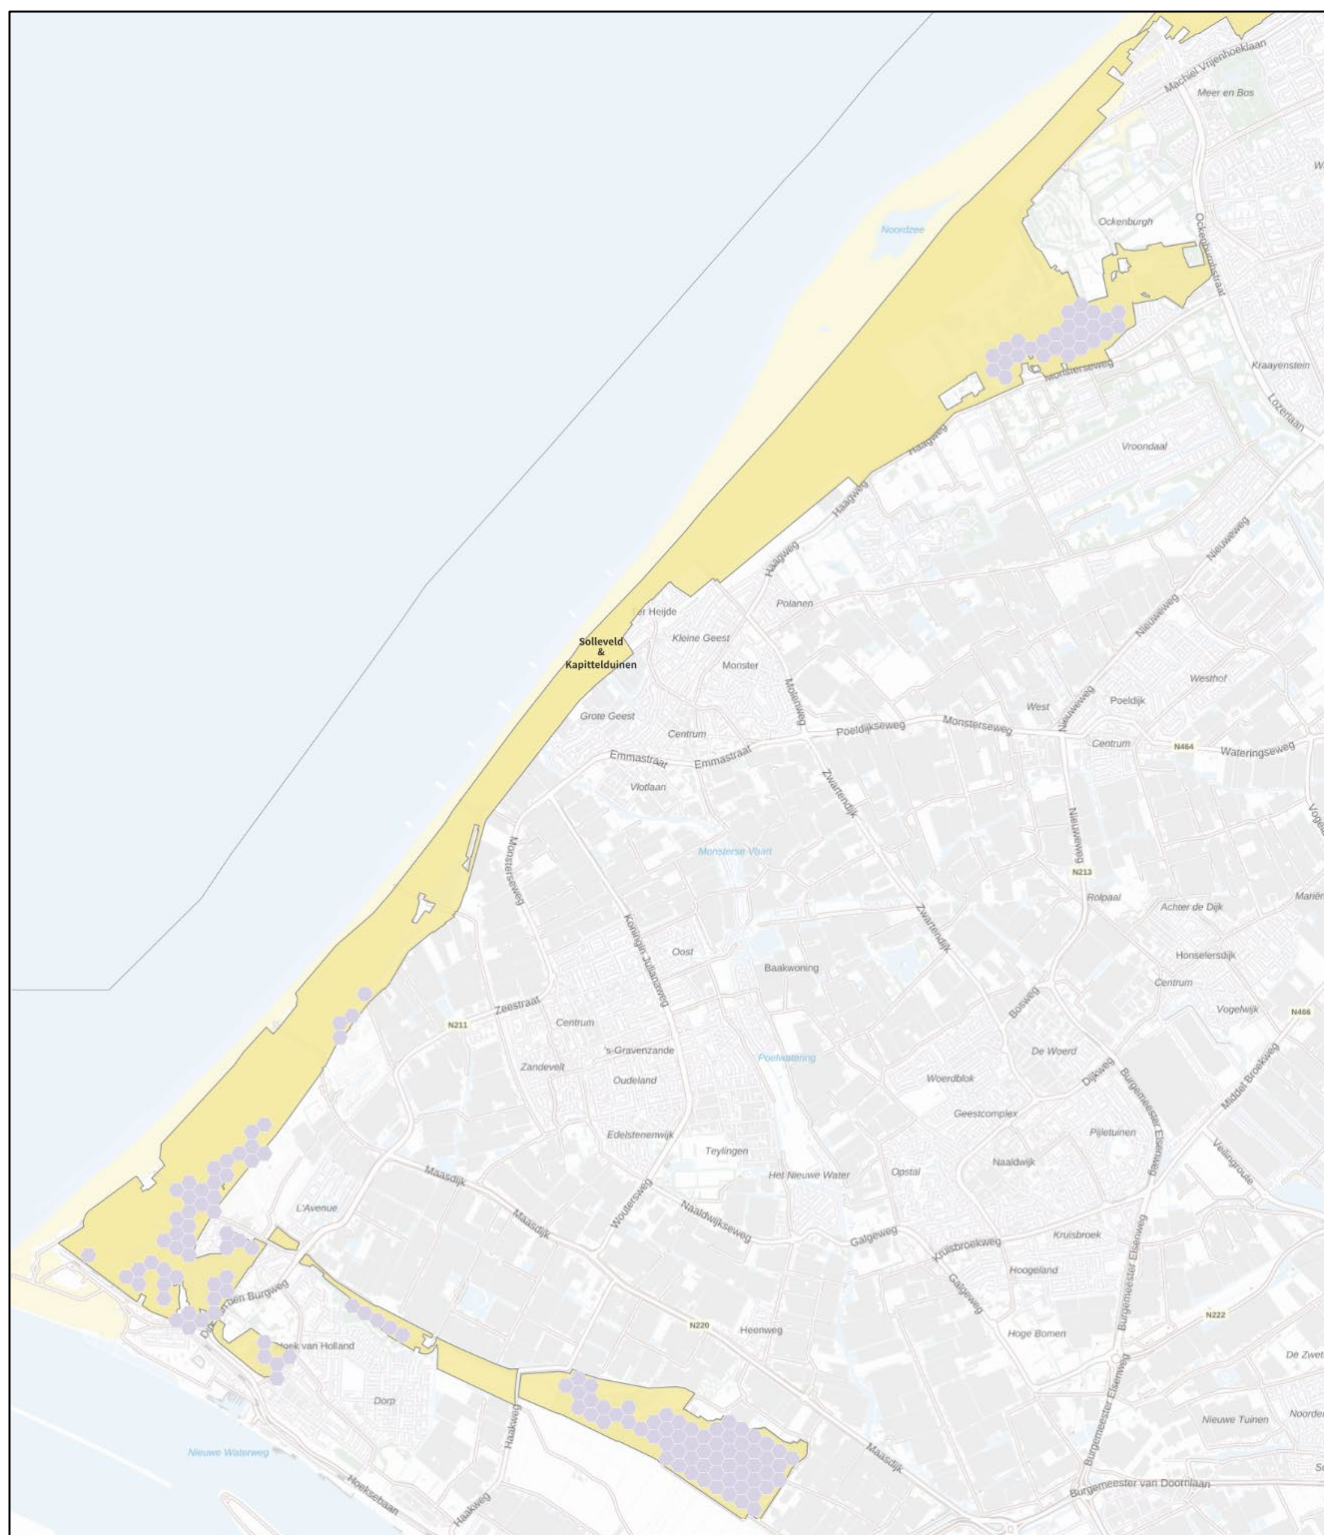 Machiel Vrijenhoeklaan
Meer en Bos
Ockenburgh
Noordzee
Ockenburghstraat
Kraayenstein
Monsterseweg
Lozerlaan
Haagweg
Vroondaal
Haagweg
Nieuweweg
Haagweg
Polanen
er Heijde
Nieuweweg
Kleine Geest
Solleveld
&
Kapittelduinen
Monster
Westhof
Molenweg
West
Nieuweweg
Poeldijk
Grote Geest
Centrum
Poeldijkseweg
Monsterseweg
Centrum
N464
Wateringseweg
Emmastraat
Emmastraat
Vlotlaan
Zwartendijk
Monsterseweg
Nieuweweg
Monsterse Vaart
N213
Rolpaal
Achter de Dijk
Koningin Julianaweg
Zwartendijk
Oost
Baakwoning
Honselersdijk
Centrum
Zeestraat
Bosweg
Vogelwijk
N466
N211
Centrum
's-Gravenzande
Poelwatering
De Woerd
Zandevelt
Oudeland
Woerdblok
Dijkweg
Middel Broekweg
Geestcomplex
Burgemeester Elsenweg
Edelstenenwijk
Pijletuinen
Teylingen
Naaldwijk
Veilingroute
Maasdijk
Het Nieuwe Water
Opstal
L'Avenue
Woutersweg
Naaldwijkseweg
Maasdijk
Galgeweg
Kruisbroekweg
Kruisbroek
Burgemeester Elsenweg
Hoogeland
Galgeweg
N222
N220
Heenweg
Hoge Bomen
Hoek van Holland
Dorp
Haakweg
Burgemeester Elsenweg
Nieuwe Tuinen
Nieuwe Waterweg
Maasdijk
Hoeksebaan
Haakweg
Burgemeester van Doornlaan